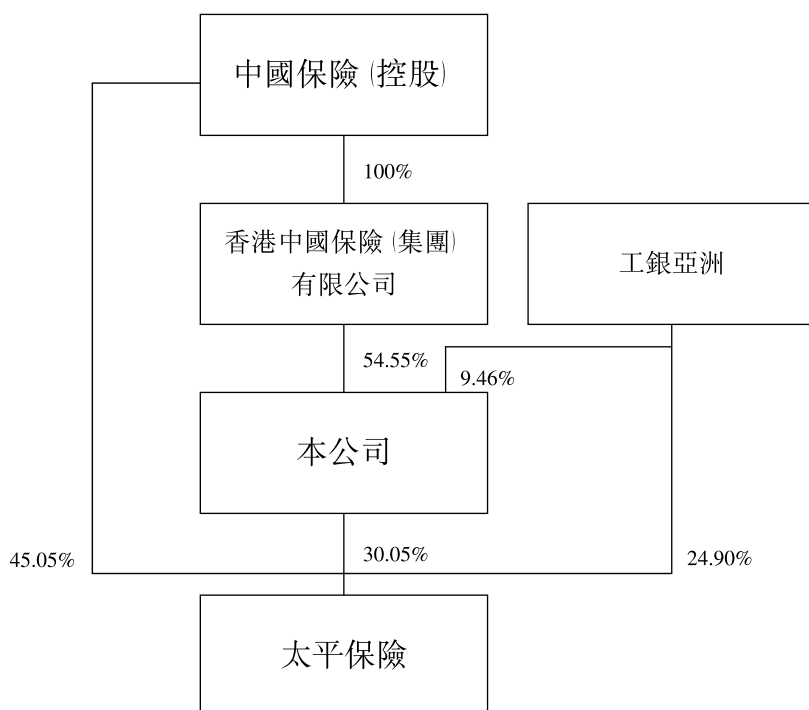 中國保險(控股)
100%
香港中國保險(集團)
有限公司
工銀亞洲
54.55%
9.46%
本公司
45.05%
30.05%
24.90%
太平保險